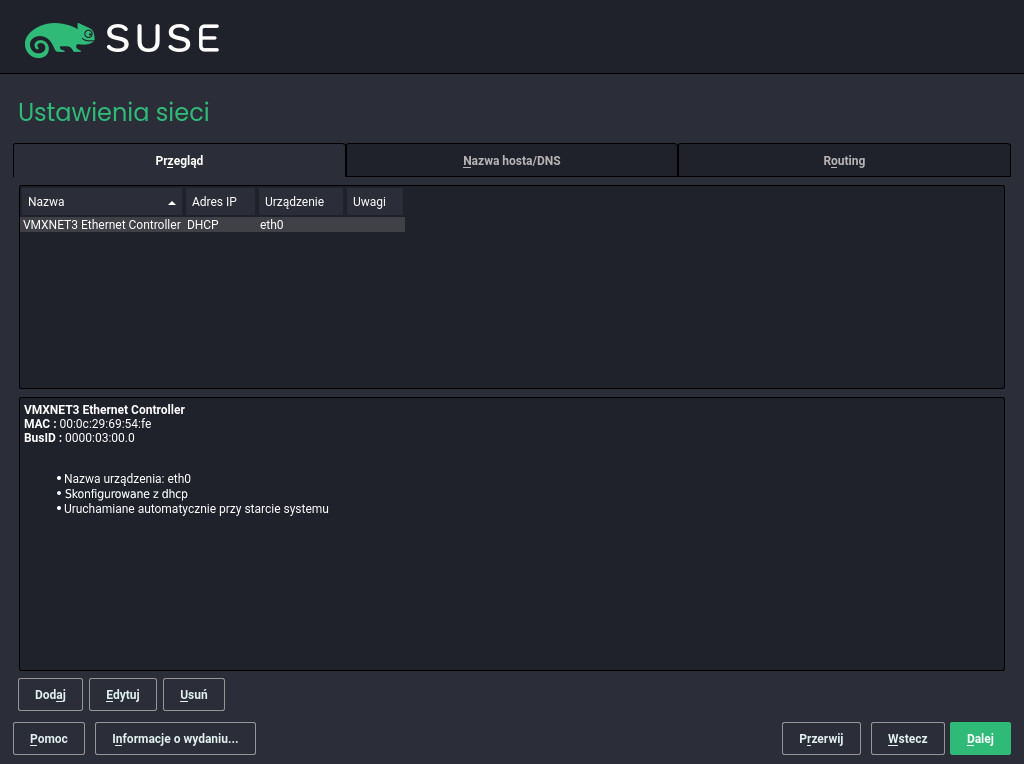 SUSE
Ustawienia sieci
Przegląd Nazwa hosta/DNS Routing
Nazwa Adres IP Urządzenie Uwagi
VMXNET3 Ethernet Controller DHCP eth0
VMXNET3 Ethernet Controller
MAC : 00:0c:29:69:54:fe
BusID : 0000:03:00.0
• Nazwa urządzenia: eth0
• Skonfigurowane z dhcp
• Uruchamiane automatycznie przy starcie systemu
Dodaj Edytuj Usuń
Pomoc Informacje o wydaniu... Przerwij Wstecz Dalej